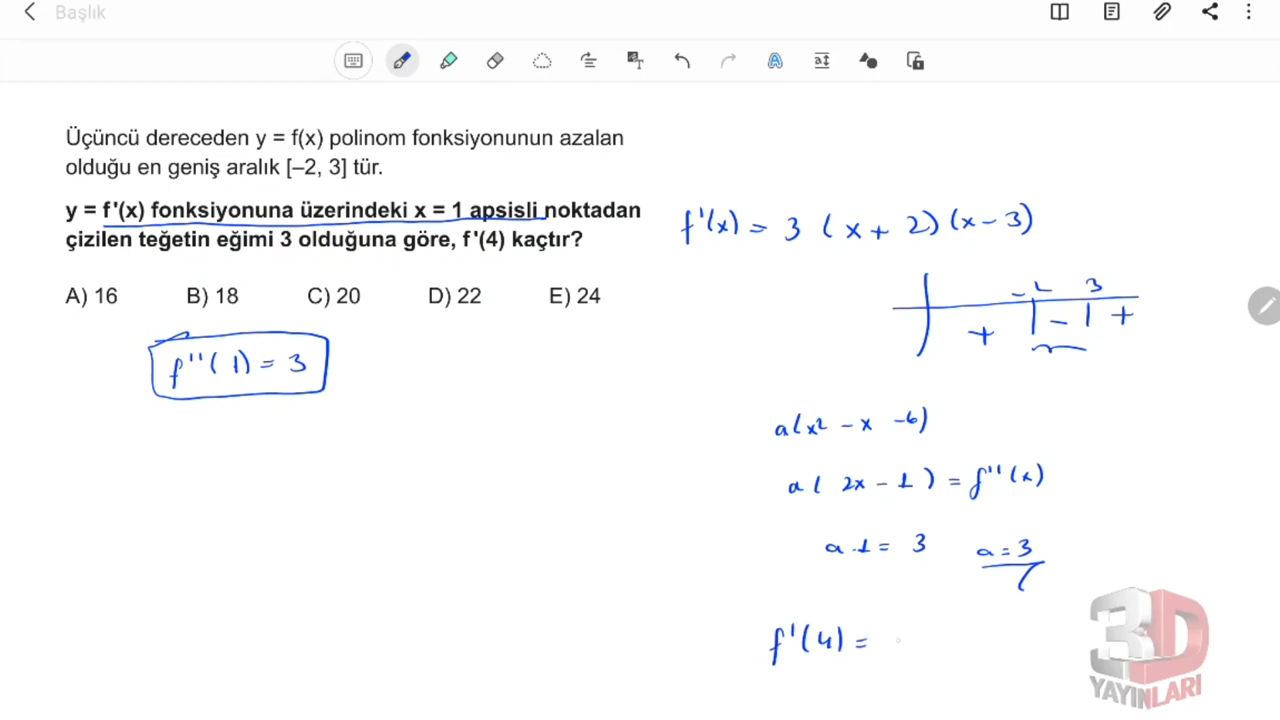 Başlık
Üçüncü dereceden y = f(x) polinom fonksiyonunun azalan
olduğu en geniş aralık [–2, 3] tür.
y = f'(x) fonksiyonuna üzerindeki x = 1 apsisli noktadan
çizilen teğetin eğimi 3 olduğuna göre, f'(4) kaçtır?
A) 16 B) 18 C) 20 D) 22 E) 24
f''(1) = 3
f'(x) = 3 (x + 2)(x – 3)
–2 3
+ – +
a(x² – x – 6)
a( 2x – 1 ) = f''(x)
a.1 = 3 a = 3
f'(4) =
3D
YAYINLARI